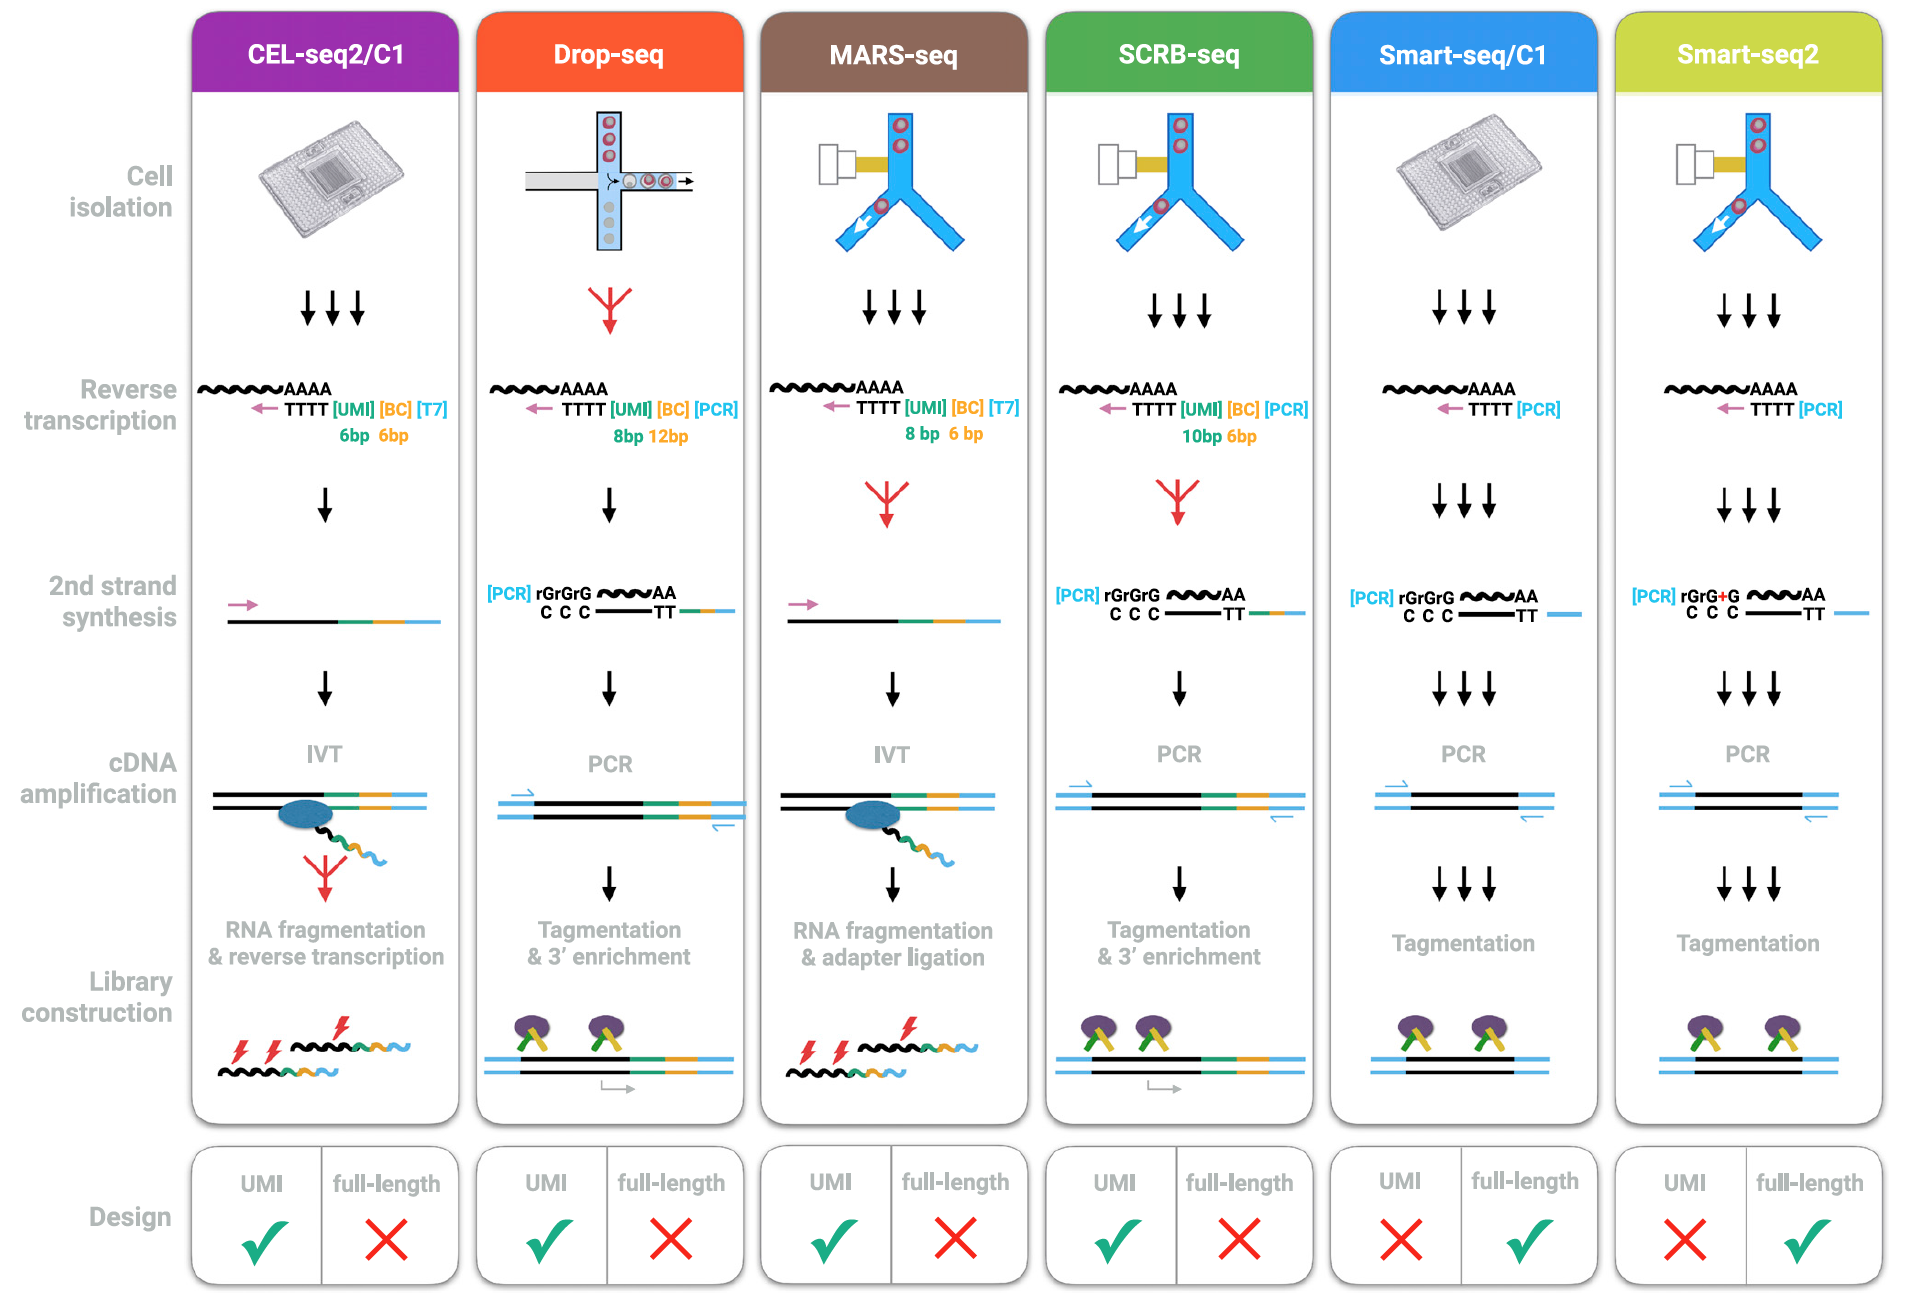 CEL-seq2/C1
Drop-seq
MARS-seq
SCRB-seq
Smart-seq/C1
Smart-seq2
Cell
isolation
Reverse
transcription
AAAA
TTTT [UMI] [BC] [T7]
6bp 6bp
AAAA
TTTT [UMI] [BC] [PCR]
8bp 12bp
AAAA
TTTT [UMI] [BC] [T7]
8 bp 6 bp
AAAA
TTTT [UMI] [BC] [PCR]
10bp 6bp
AAAA
TTTT [PCR]
AAAA
TTTT [PCR]
2nd strand
synthesis
[PCR] rGrGrG AA
C C C TT
[PCR] rGrGrG AA
C C C TT
[PCR] rGrGrG AA
C C C TT
[PCR] rGrG+G AA
C C C TT
cDNA
amplification
IVT
PCR
IVT
PCR
PCR
PCR
Library
construction
RNA fragmentation
& reverse transcription
Tagmentation
& 3’ enrichment
RNA fragmentation
& adapter ligation
Tagmentation
& 3’ enrichment
Tagmentation
Tagmentation
Design
UMI full-length
UMI full-length
UMI full-length
UMI full-length
UMI full-length
UMI full-length